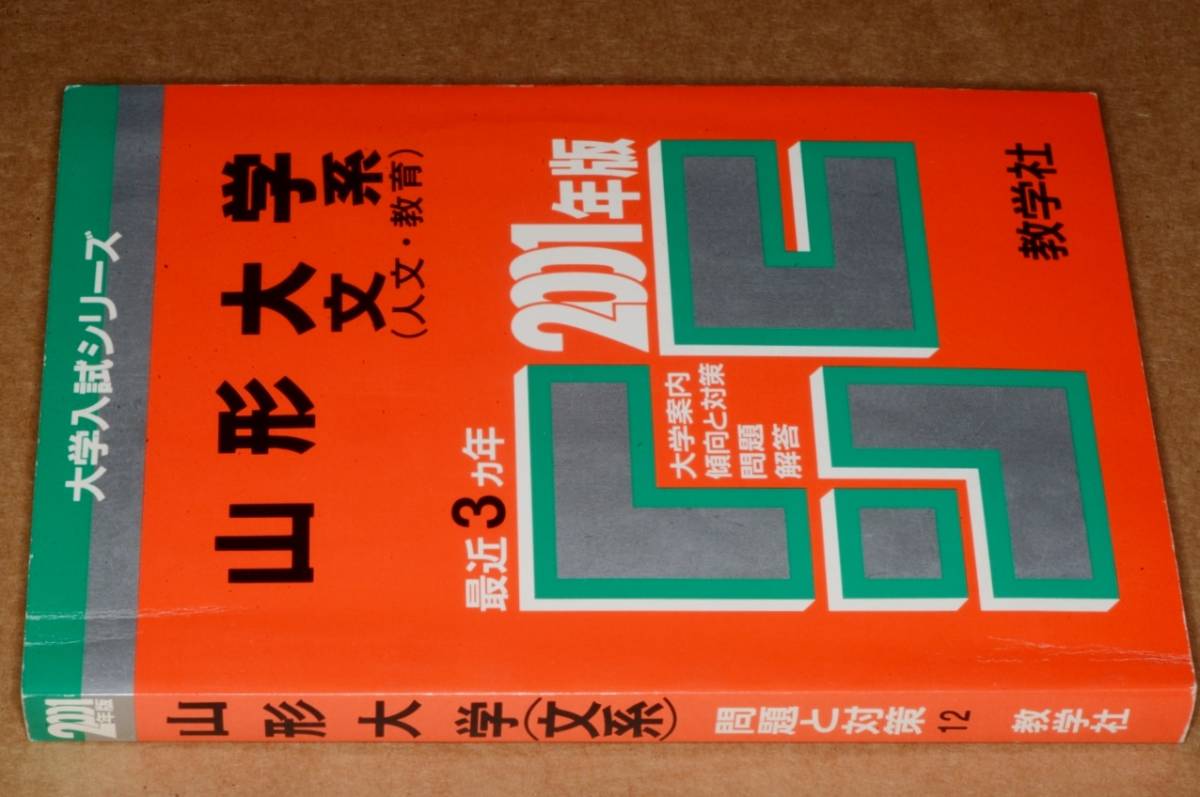 大学入試シリーズ
山形大学
文系
(人文・教育)
最近3ヵ年
2001年版
大学案内
傾向と対策
問題
解答
教学社
2001年版
山形大学(文系)
問題と対策
12
教学社